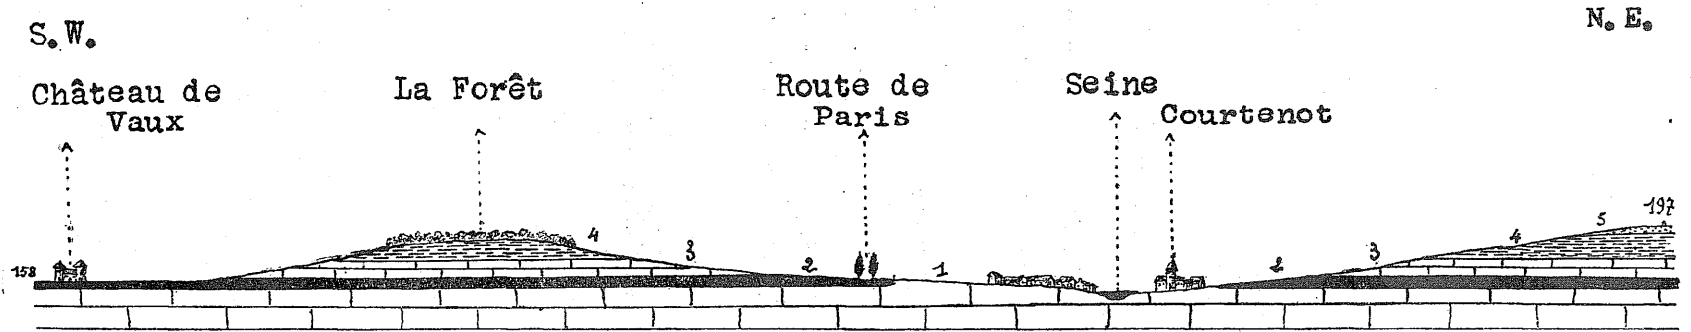 S.W.
N.E.
Château de
Vaux
La Forêt
Route de
Paris
Seine
Courtenot
158
4
3
2
1
2
3
4
5
197